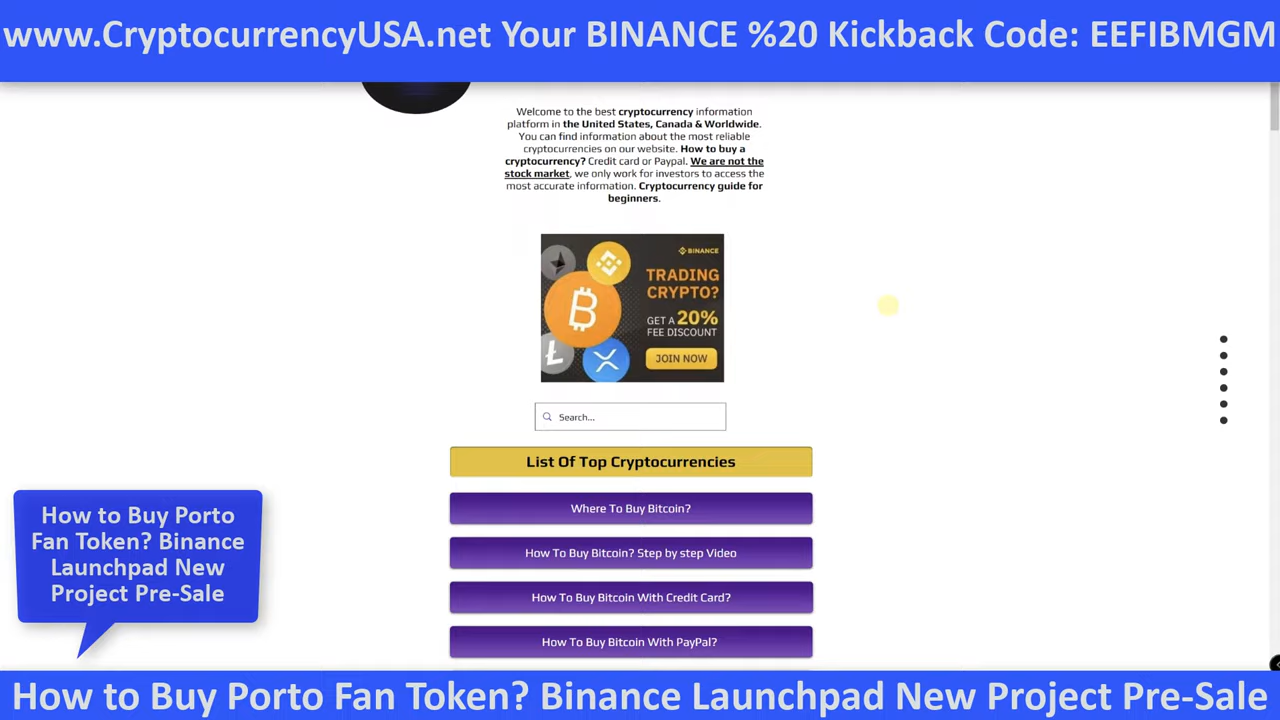 www.CryptocurrencyUSA.net Your BINANCE %20 Kickback Code: EEFIBMGM
Welcome to the best cryptocurrency information
platform in the United States, Canada & Worldwide.
You can find information about the most reliable
cryptocurrencies on our website. How to buy a
cryptocurrency? Credit card or Paypal. We are not the
stock market, we only work for investors to access the
most accurate information. Cryptocurrency guide for
beginners.
BINANCE
TRADING
CRYPTO?
GET A 20%
FEE DISCOUNT
JOIN NOW
Search...
List Of Top Cryptocurrencies
Where To Buy Bitcoin?
How To Buy Bitcoin? Step by step Video
How To Buy Bitcoin With Credit Card?
How To Buy Bitcoin With PayPal?
How to Buy Porto
Fan Token? Binance
Launchpad New
Project Pre-Sale
How to Buy Porto Fan Token? Binance Launchpad New Project Pre-Sale